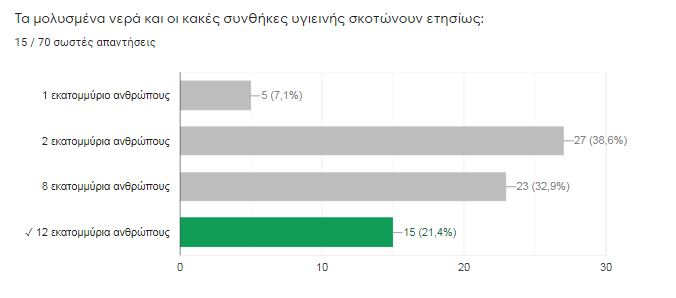 Τα μολυσμένα νερά και οι κακές συνθήκες υγιεινής σκοτώνουν ετησίως:
15 / 70 σωστές απαντήσεις
1 εκατομμύριο ανθρώπους
5 (7,1%)
2 εκατομμύρια ανθρώπους
27 (38,6%)
8 εκατομμύρια ανθρώπους
23 (32,9%)
✓ 12 εκατομμύρια ανθρώπους
15 (21,4%)
0 10 20 30